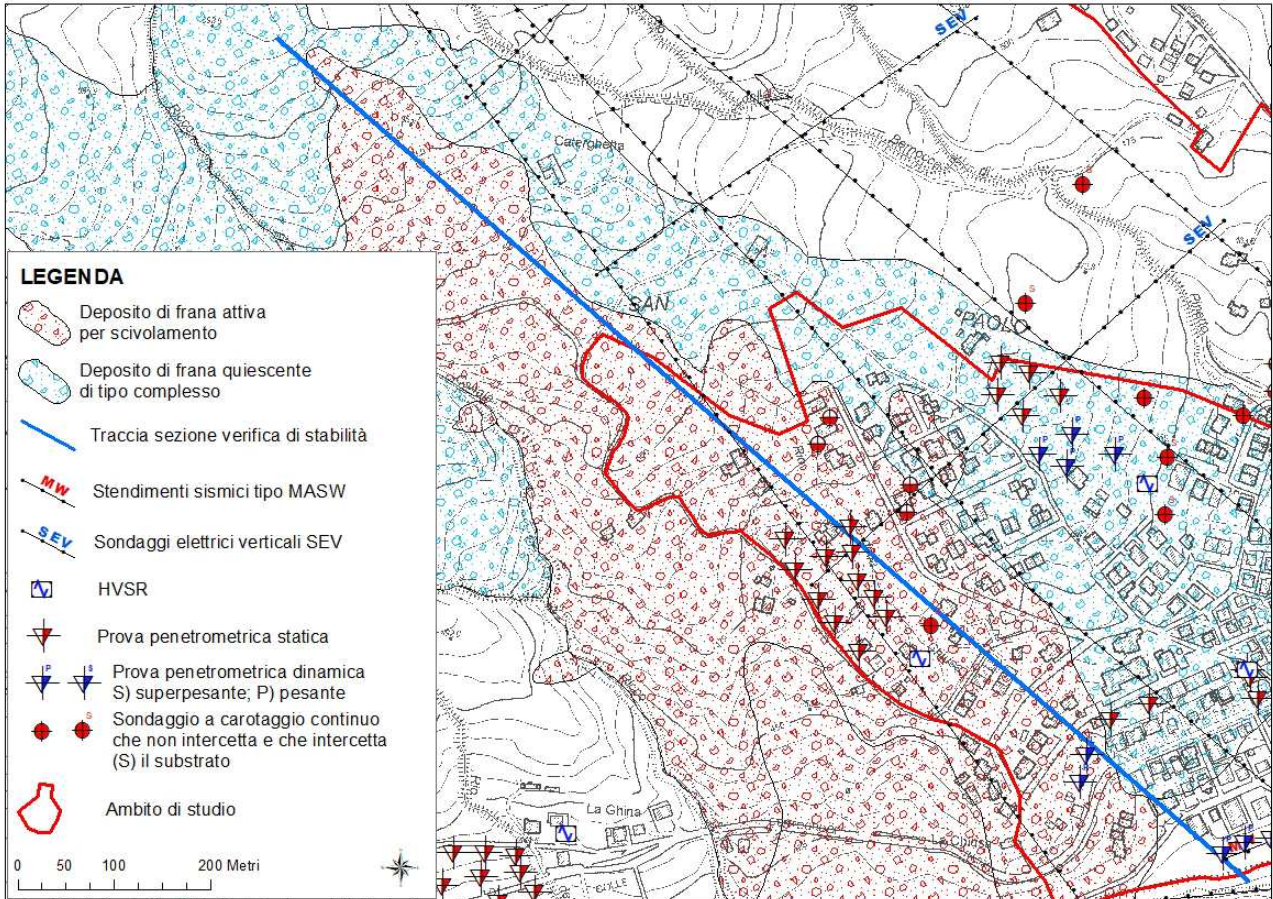 SEV
Caterghetta
SEV
SAN
PAOLO
LEGENDA
Deposito di frana attiva
per scivolamento
Deposito di frana quiescente
di tipo complesso
Traccia sezione verifica di stabilità
MW
Stendimenti sismici tipo MASW
SEV
Sondaggi elettrici verticali SEV
HVSR
Prova penetrometrica statica
P
S
Prova penetrometrica dinamica
S) superpesante; P) pesante
S
Sondaggio a carotaggio continuo
che non intercetta e che intercetta
(S) il substrato
Ambito di studio
La Ghina
0 50 100 200 Metri